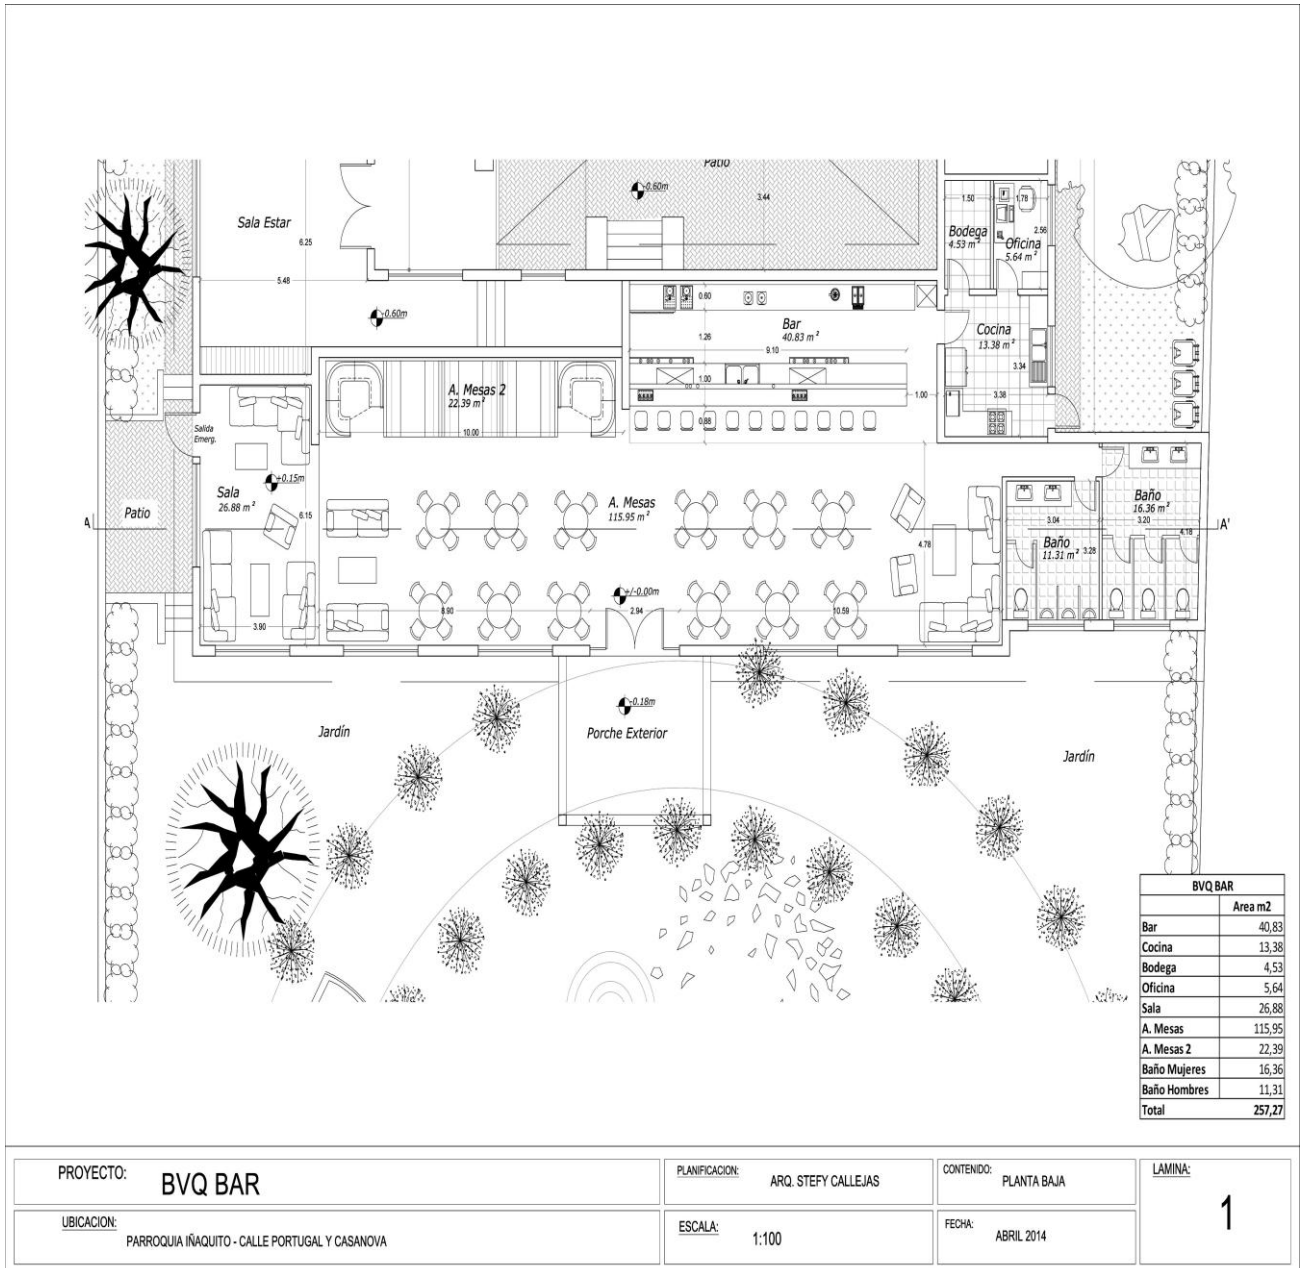 Patio
-0.60m
3.44
Sala Estar
6.25
5.48
-0.60m
1.50
1.78
Bodega
4.53 m²
2.56
Oficina
5.64 m²
0.60
Bar
40.83 m²
1.26
9.10
Cocina
13.38 m²
3.34
1.00
1.00
3.38
0.88
A. Mesas 2
22.39 m²
10.00
Salida
Emerg.
+0.15m
Sala
26.88 m²
6.15
3.90
Patio
A
A. Mesas
115.95 m²
4.78
+/-0.00m
8.90
2.94
10.59
Baño
16.36 m²
3.04
3.20
4.18
A'
Baño
11.31 m²
3.28
-0.18m
Porche Exterior
Jardín
Jardín
BVQ BAR
Area m2
Bar 40,83
Cocina 13,38
Bodega 4,53
Oficina 5,64
Sala 26,88
A. Mesas 115,95
A. Mesas 2 22,39
Baño Mujeres 16,36
Baño Hombres 11,31
Total 257,27
PROYECTO: BVQ BAR
PLANIFICACION: ARQ. STEFY CALLEJAS
CONTENIDO: PLANTA BAJA
LAMINA:
1
UBICACION:
PARROQUIA IÑAQUITO - CALLE PORTUGAL Y CASANOVA
ESCALA: 1:100
FECHA: ABRIL 2014